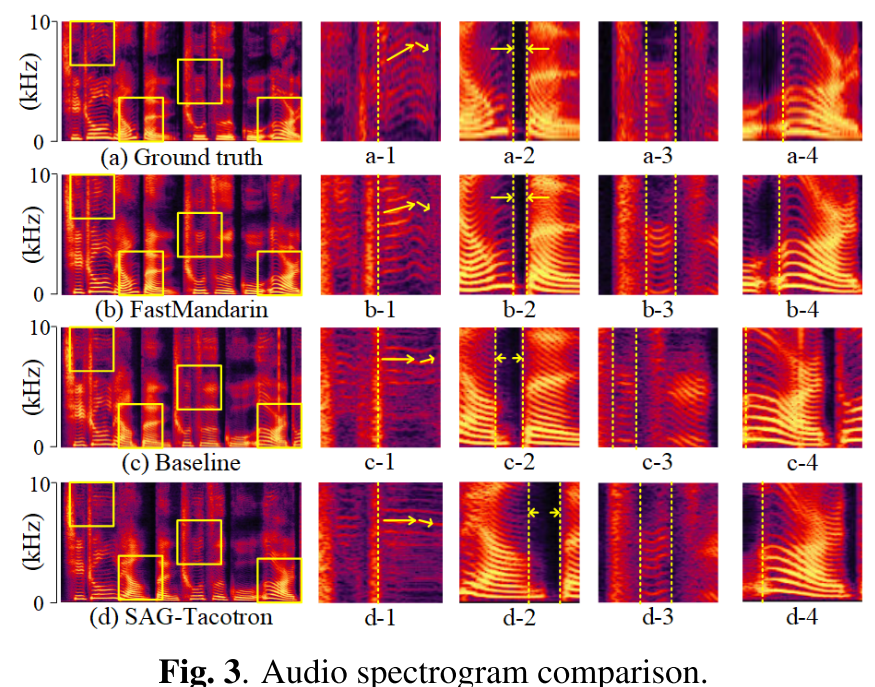 10
(kHz)
0
(a) Ground truth
a-1
a-2
a-3
a-4
10
(kHz)
0
(b) FastMandarin
b-1
b-2
b-3
b-4
10
(kHz)
0
(c) Baseline
c-1
c-2
c-3
c-4
10
(kHz)
0
(d) SAG-Tacotron
d-1
d-2
d-3
d-4
Fig. 3. Audio spectrogram comparison.